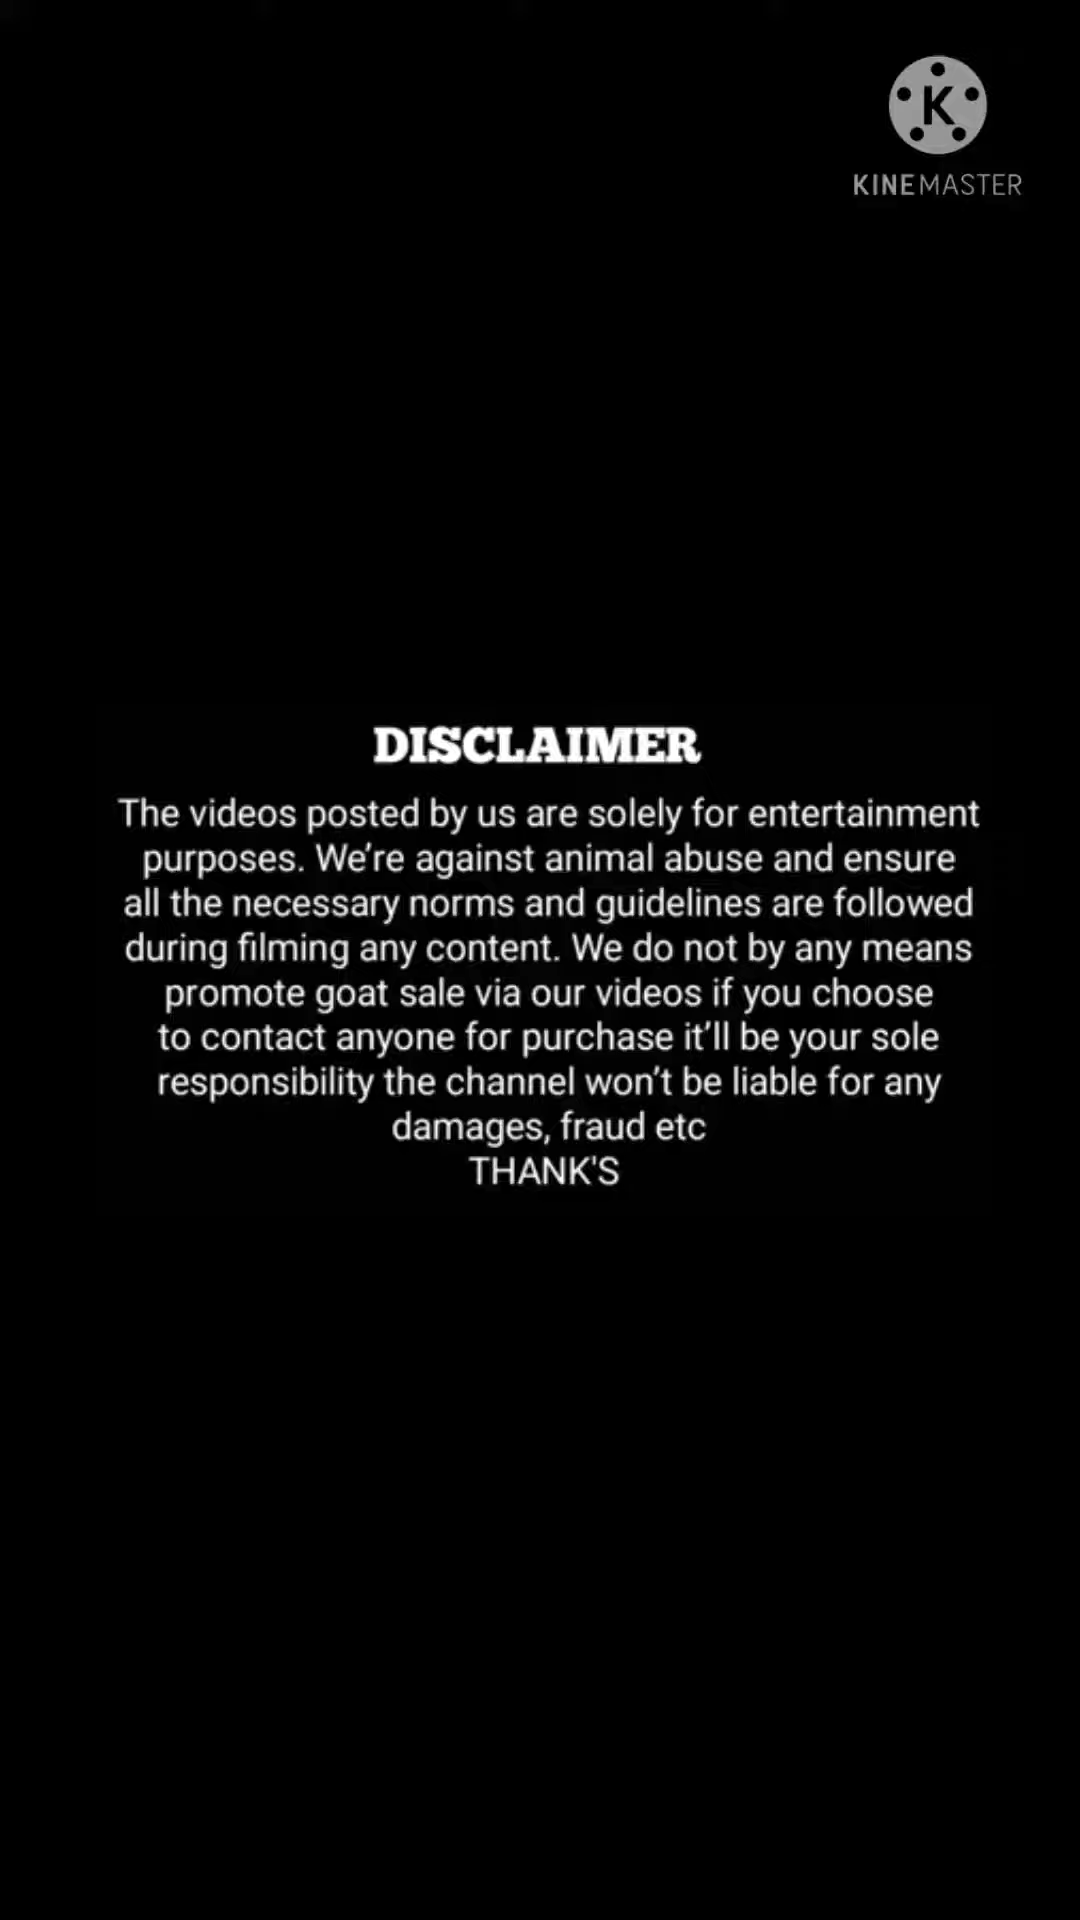 K
KINEMASTER
DISCLAIMER
The videos posted by us are solely for entertainment
purposes. We’re against animal abuse and ensure
all the necessary norms and guidelines are followed
during filming any content. We do not by any means
promote goat sale via our videos if you choose
to contact anyone for purchase it’ll be your sole
responsibility the channel won’t be liable for any
damages, fraud etc
THANK'S